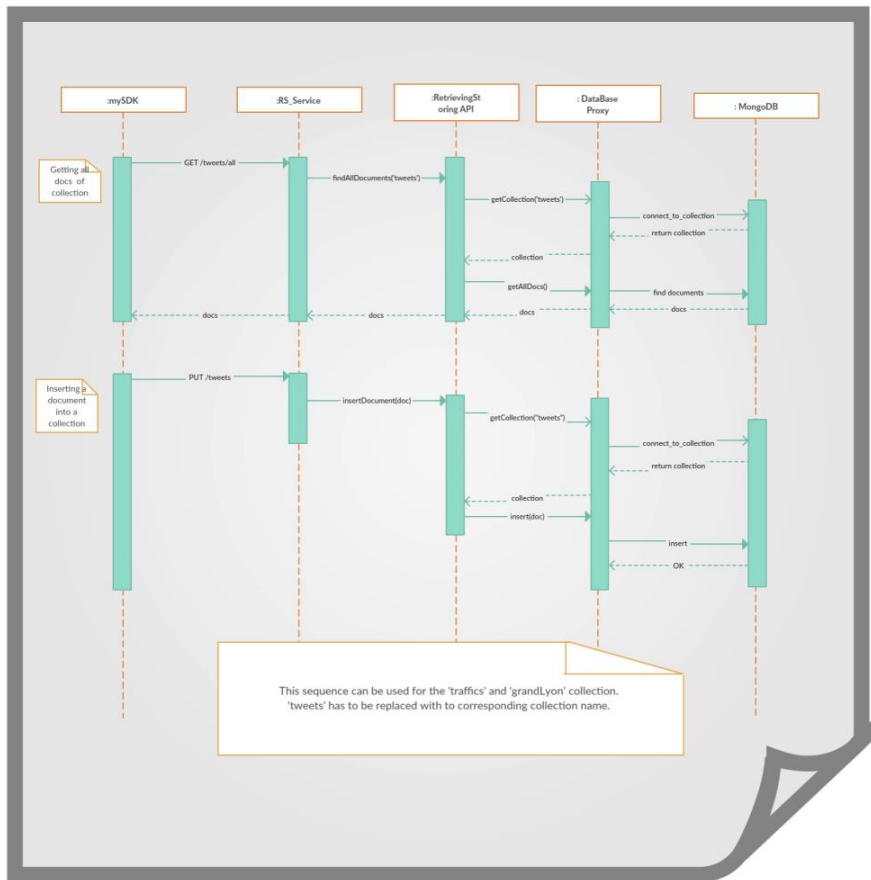 :mySDK
:RS_Service
:RetrievingSt
oring API
: DataBase
Proxy
: MongoDB
Getting all
docs of
collection
GET /tweets/all
findAllDocuments('tweets')
getCollection('tweets')
connect_to_collection
return collection
collection
getAllDocs()
find documents
docs
docs
docs
docs
Inserting a
document
into a
collection
PUT /tweets
insertDocument(doc)
getCollection("tweets")
connect_to_collection
return collection
collection
insert(doc)
insert
OK
This sequence can be used for the 'traffics' and 'grandLyon' collection.
'tweets' has to be replaced with to corresponding collection name.